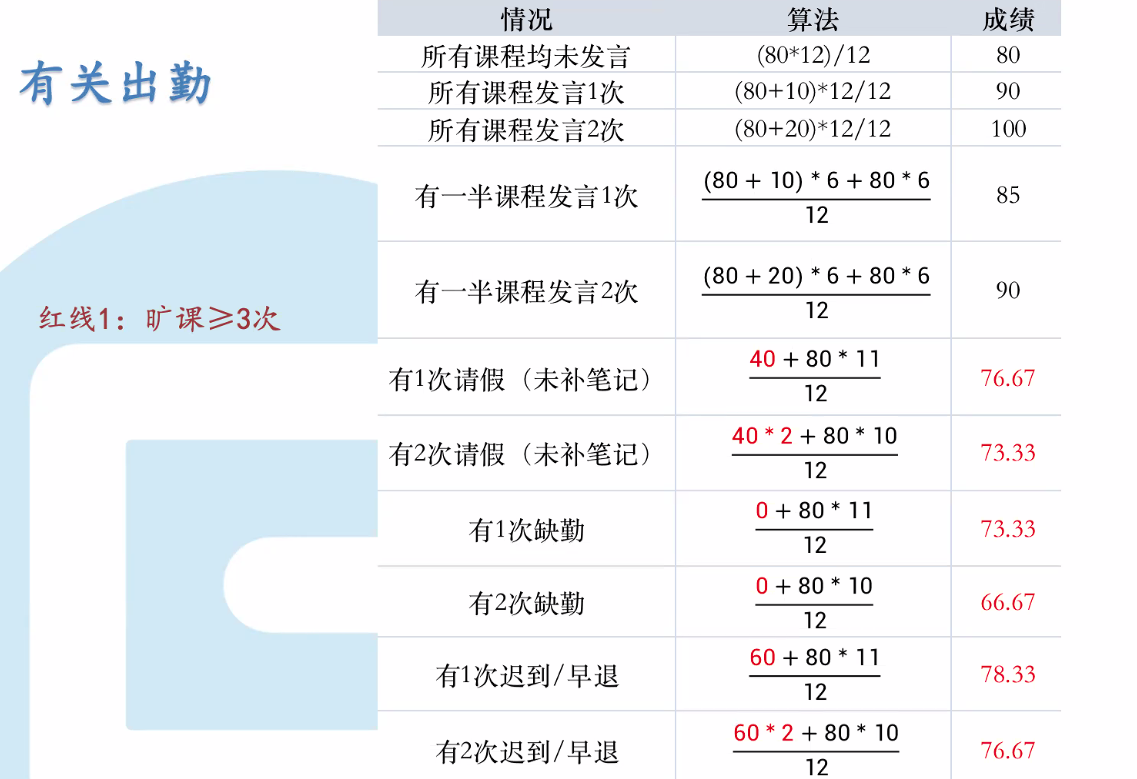 有关出勤
红线1：旷课≥3次
情况 算法 成绩
所有课程均未发言 (80*12)/12 80
所有课程发言1次 (80+10)*12/12 90
所有课程发言2次 (80+20)*12/12 100
有一半课程发言1次 (80 + 10) * 6 + 80 * 6 85
12
有一半课程发言2次 (80 + 20) * 6 + 80 * 6 90
12
有1次请假（未补笔记） 40 + 80 * 11 76.67
12
有2次请假（未补笔记） 40 * 2 + 80 * 10 73.33
12
有1次缺勤 0 + 80 * 11 73.33
12
有2次缺勤 0 + 80 * 10 66.67
12
有1次迟到/早退 60 + 80 * 11 78.33
12
有2次迟到/早退 60 * 2 + 80 * 10 76.67
12